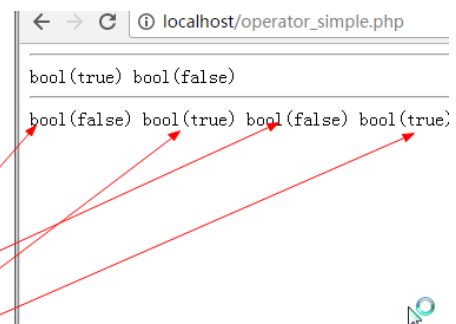 localhost/operator_simple.php
bool(true) bool(false)
bool(false) bool(true) bool(false) bool(true)